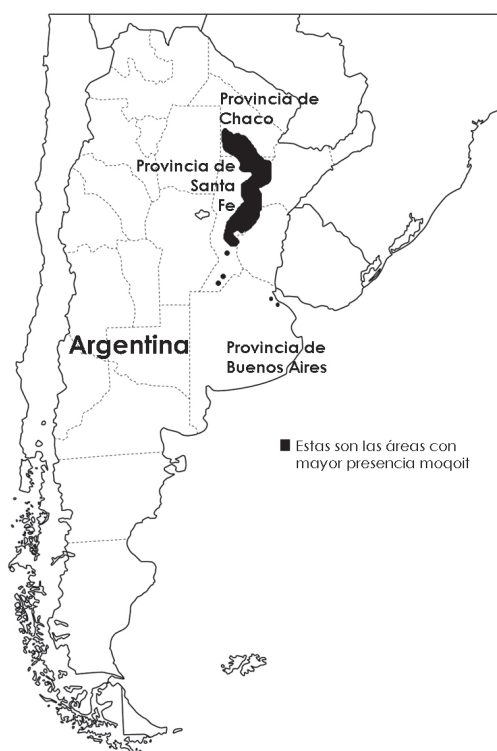 Provincia de
Chaco
Provincia de
Santa
Fe
Argentina
Provincia de
Buenos Aires
Estas son las áreas con
mayor presencia moqoit